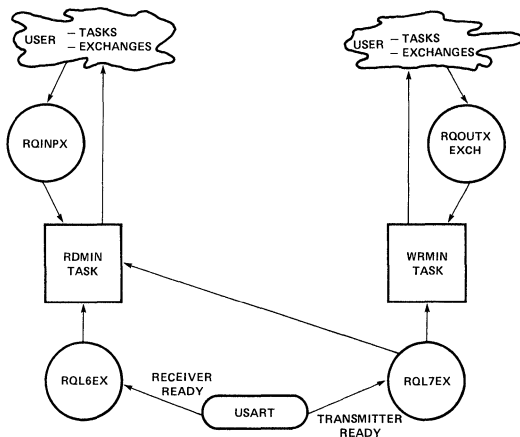 USER – TASKS
– EXCHANGES
USER – TASKS
– EXCHANGES
RQINPX
RQOUTX
EXCH
RDMIN
TASK
WRMIN
TASK
RQL6EX
RECEIVER
READY
USART
TRANSMITTER
READY
RQL7EX